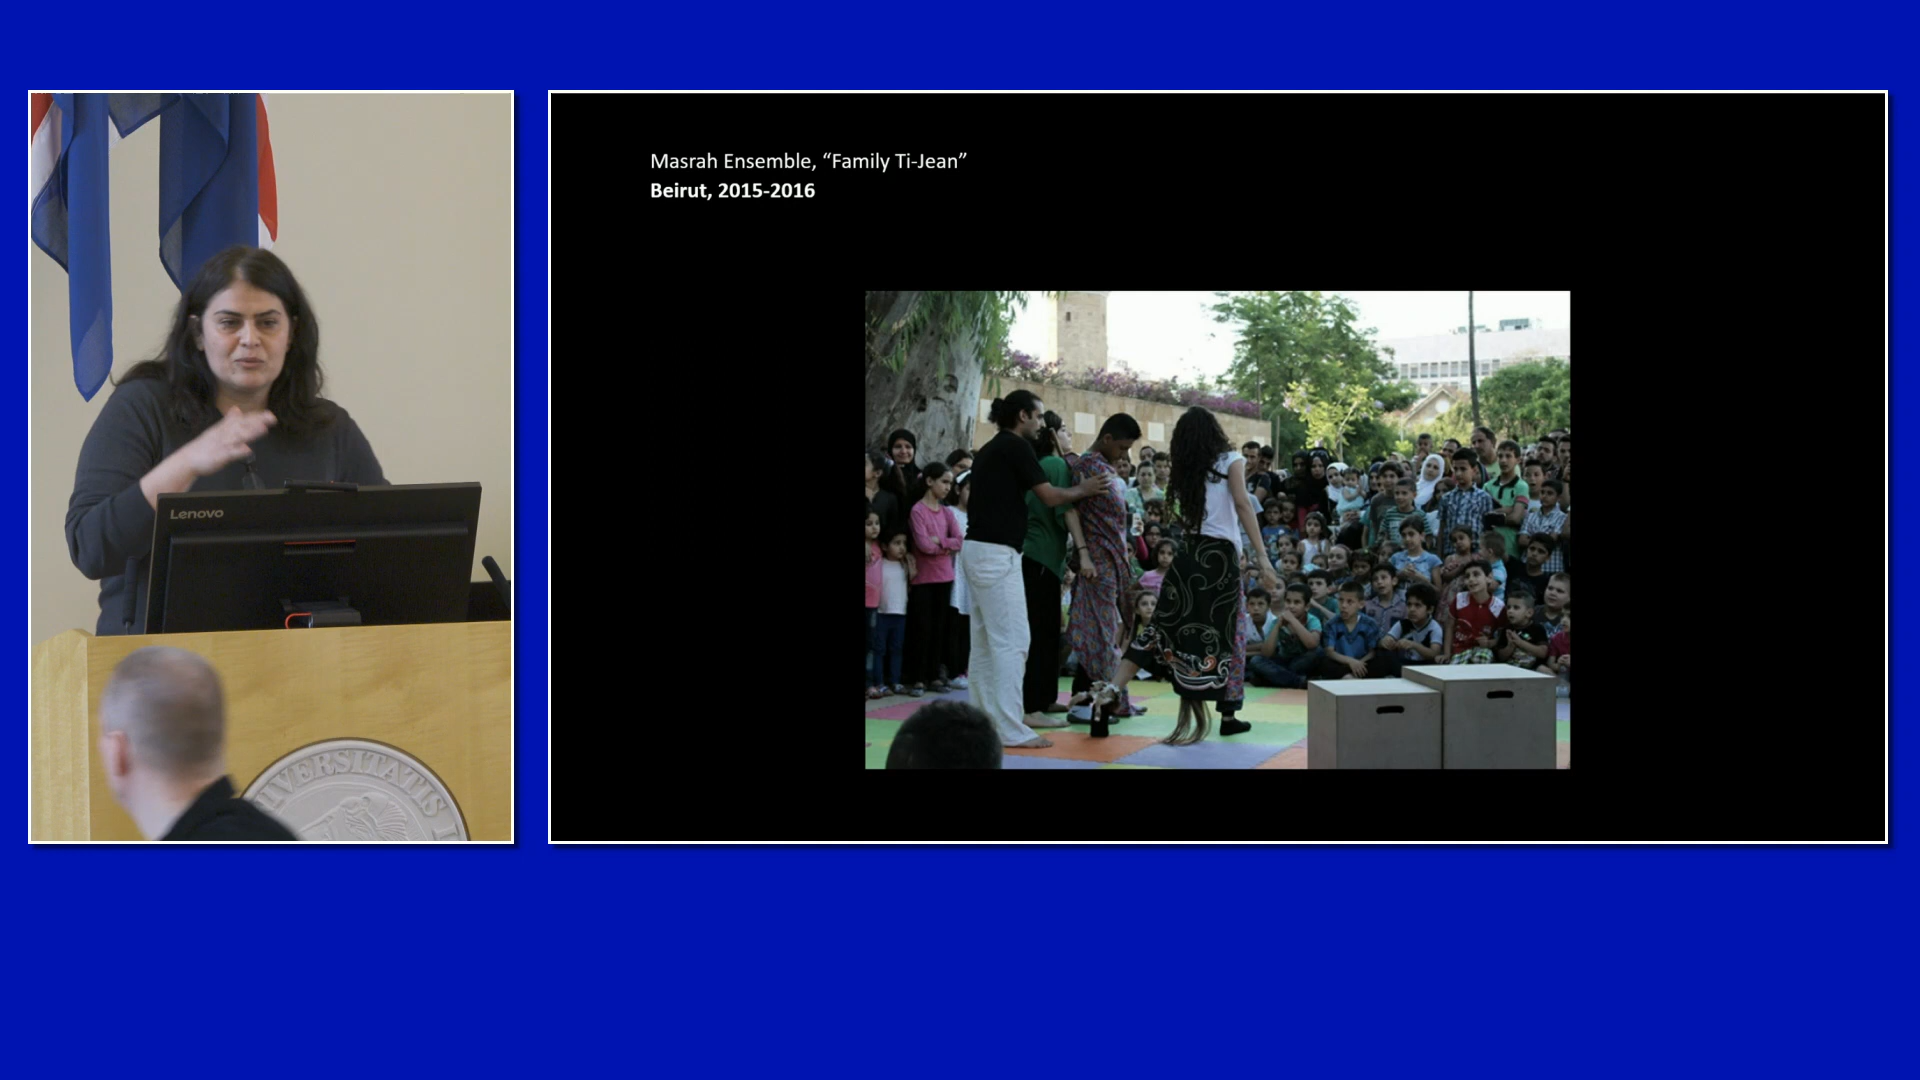 Masrah Ensemble, “Family Ti-Jean”
Beirut, 2015-2016
Lenovo
VERSITATIS